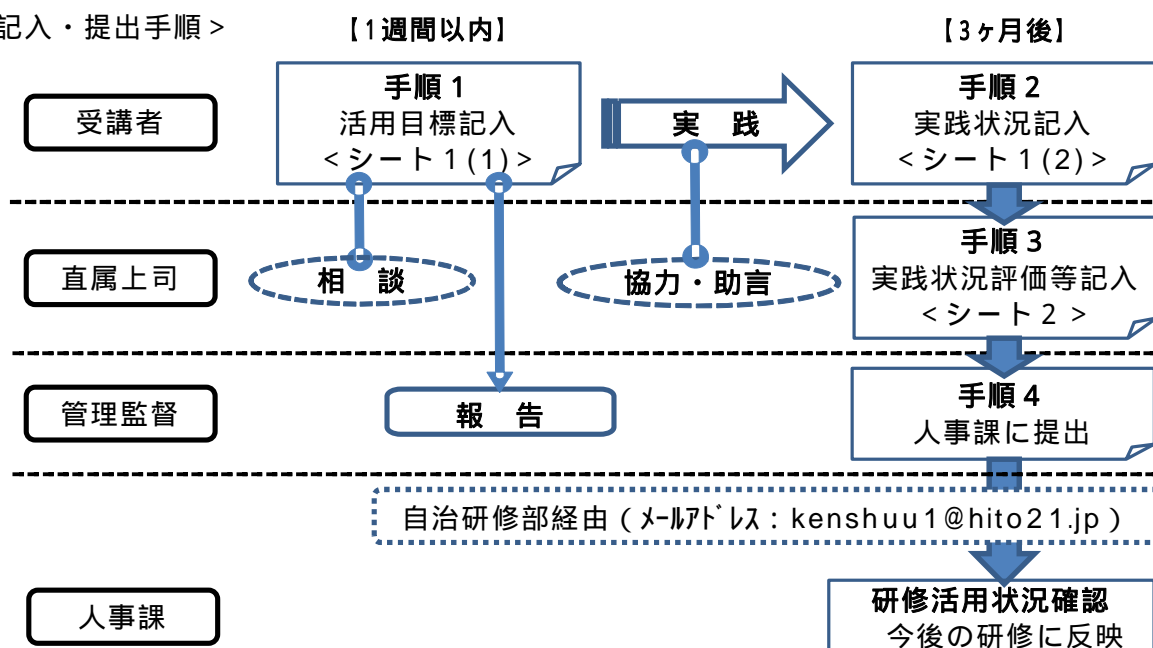 記入・提出手順>
【1週間以内】
【3ヶ月後】
受講者
手順1
活用目標記入
<シート1(1)>
実 践
手順2
実践状況記入
<シート1(2)>
直属上司
相 談
協力・助言
手順3
実践状況評価等記入
<シート2>
管理監督
報 告
手順4
人事課に提出
自治研修部経由(メールアドレス:kenshuu1@hito21.jp)
人事課
研修活用状況確認
今後の研修に反映